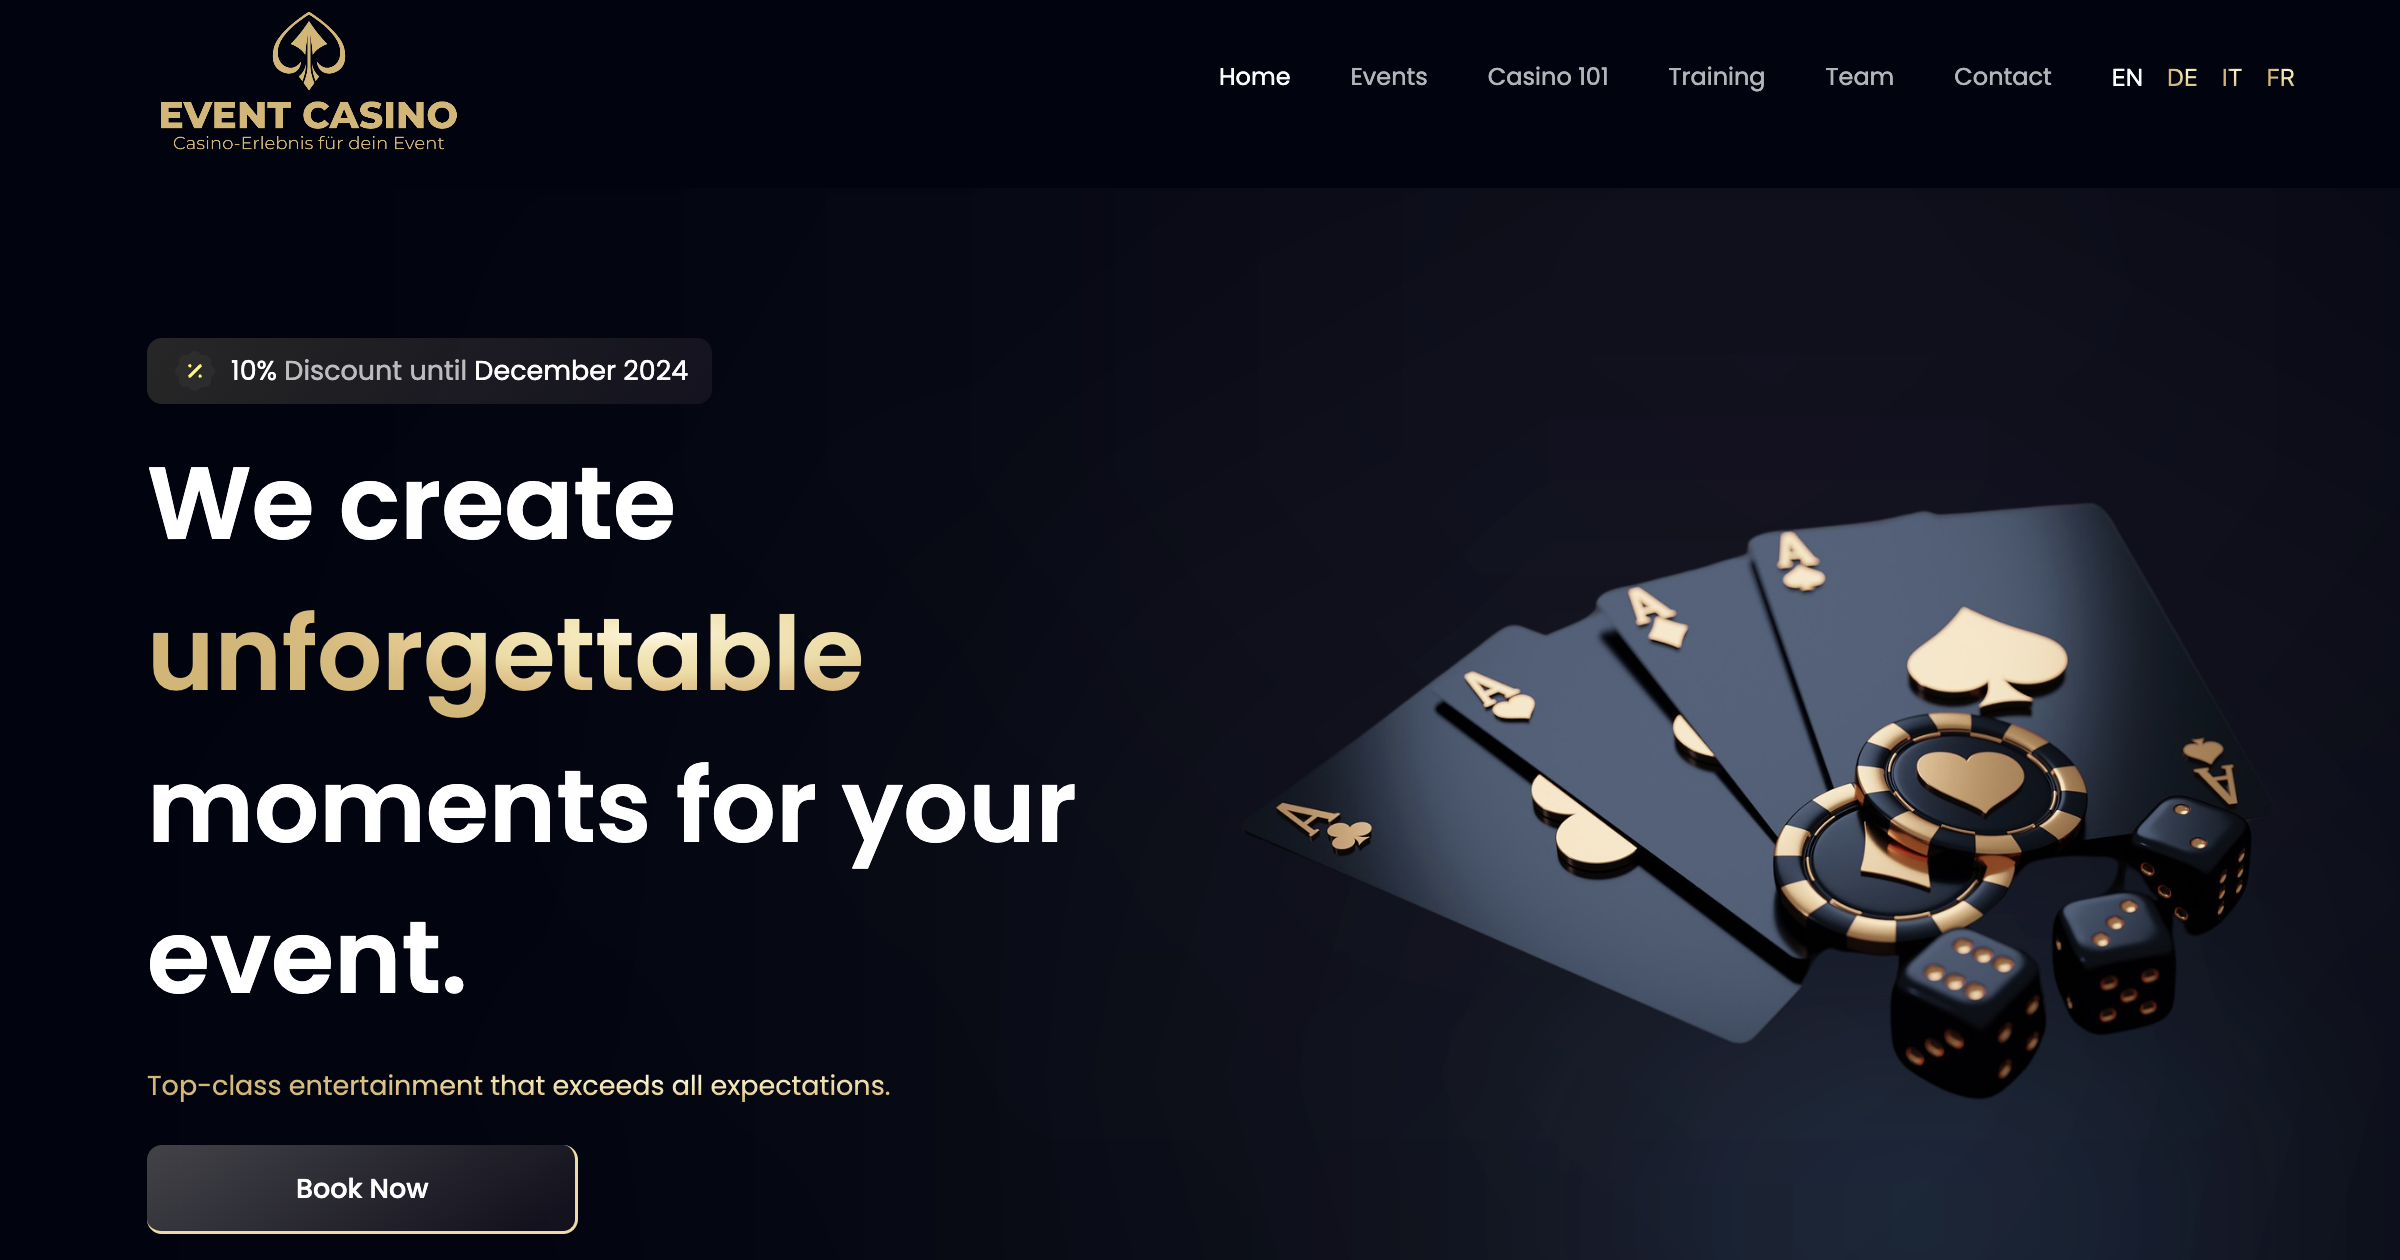 EVENT CASINO
Casino-Erlebnis für dein Event
Home Events Casino 101 Training Team Contact EN DE IT FR
10% Discount until December 2024
We create
unforgettable
moments for your
event.
Top-class entertainment that exceeds all expectations.
Book Now
A
A
A
A
A